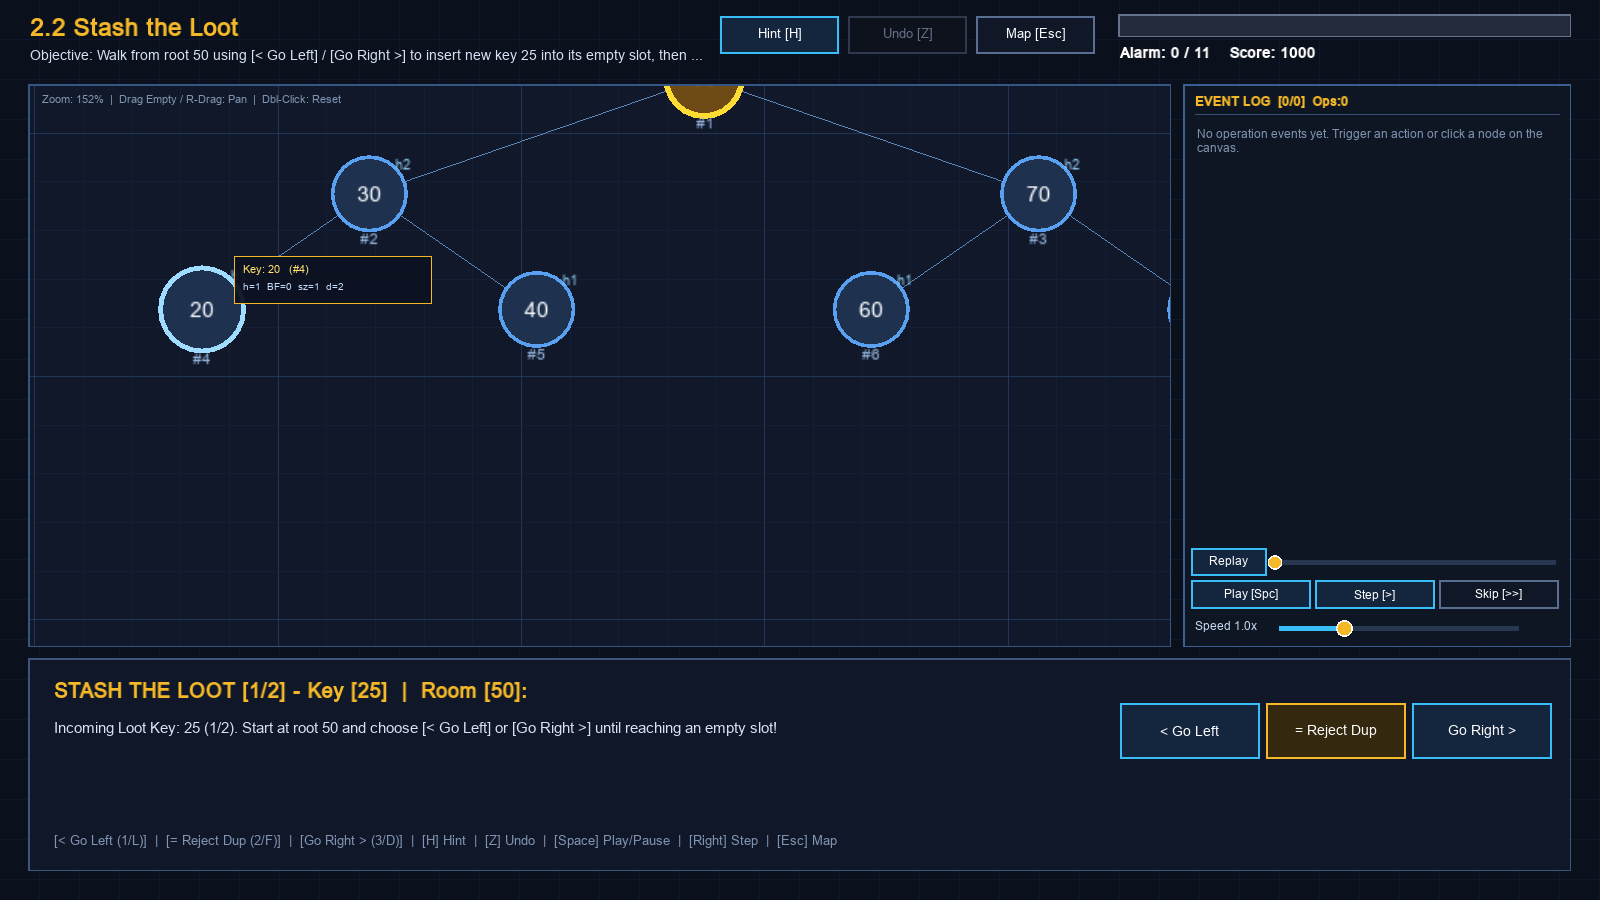 2.2 Stash the Loot
Objective: Walk from root 50 using [< Go Left] / [Go Right >] to insert new key 25 into its empty slot, then ...
Hint [H]
Undo [Z]
Map [Esc]
Alarm: 0 / 11 Score: 1000
Zoom: 152% | Drag Empty / R-Drag: Pan | Dbl-Click: Reset
#1
h2
30
#2
h2
70
#3
Key: 20 (#4)
h=1 BF=0 sz=1 d=2
20
#4
h1
40
#5
h1
60
#6
EVENT LOG [0/0] Ops:0
No operation events yet. Trigger an action or click a node on the
canvas.
Replay
Play [Spc]
Step [>]
Skip [>>]
Speed 1.0x
STASH THE LOOT [1/2] - Key [25] | Room [50]:
Incoming Loot Key: 25 (1/2). Start at root 50 and choose [< Go Left] or [Go Right >] until reaching an empty slot!
< Go Left
= Reject Dup
Go Right >
[< Go Left (1/L)] | [= Reject Dup (2/F)] | [Go Right > (3/D)] | [H] Hint | [Z] Undo | [Space] Play/Pause | [Right] Step | [Esc] Map